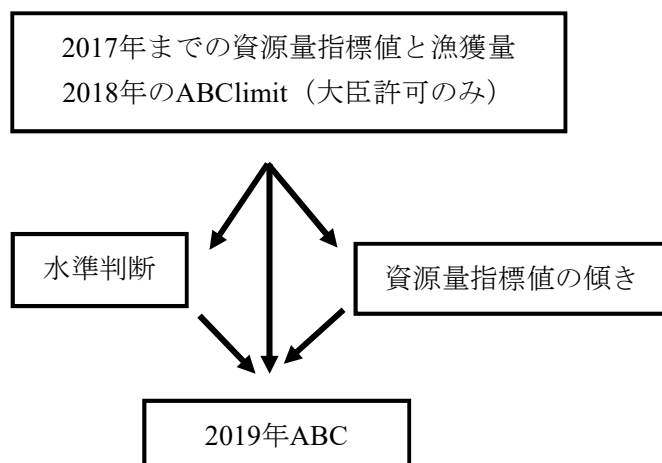 2017年までの資源量指標値と漁獲量
2018年のABClimit（大臣許可のみ）
水準判断
資源量指標値の傾き
2019年ABC